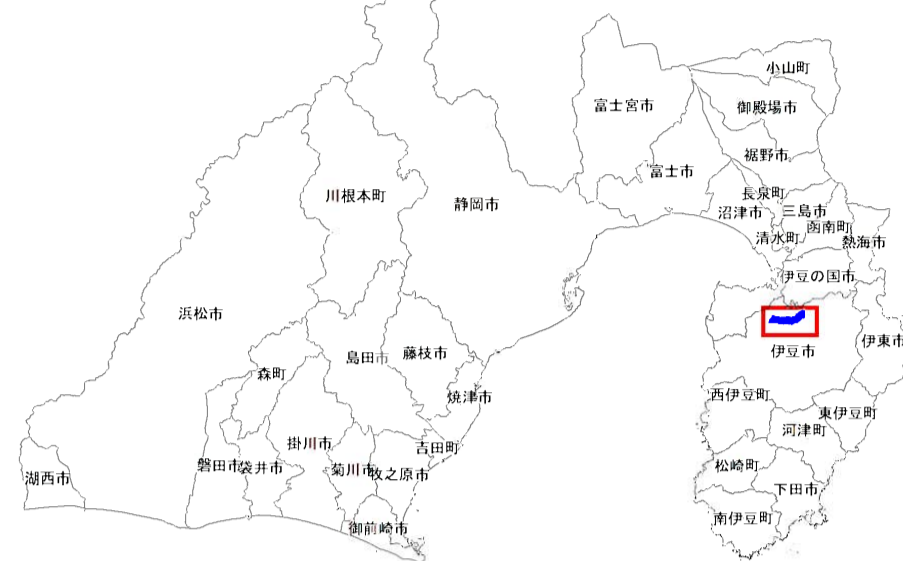 小山町
富士宮市
御殿場市
裾野市
富士市
長泉町
川根本町
静岡市
沼津市
三島市
函南町
清水町
熱海市
伊豆の国市
浜松市
伊東市
島田市
藤枝市
伊豆市
森町
焼津市
西伊豆町
東伊豆町
河津町
掛川市
吉田町
磐田市
袋井市
菊川市
牧之原市
松崎町
湖西市
下田市
南伊豆町
御前崎市